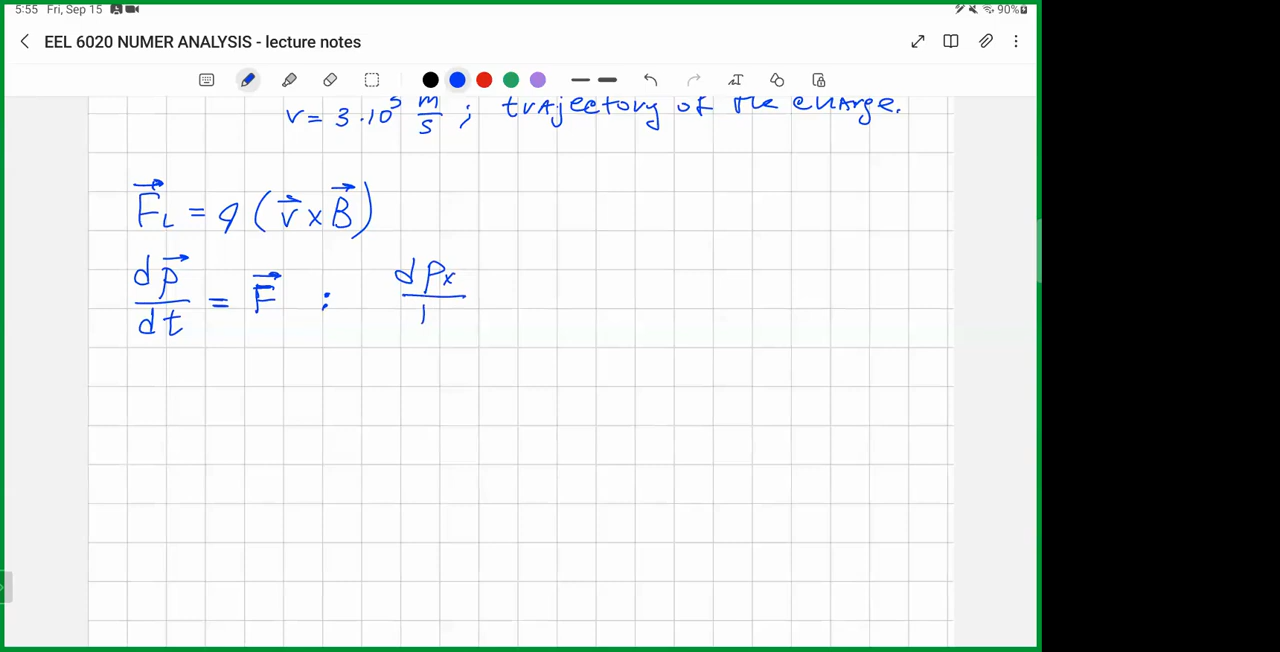 5:55 Fri, Sep 15 90%
EEL 6020 NUMER ANALYSIS - lecture notes
v = 3 · 10⁵ m/s ; trajectory of the charge.
F⃗_L = q ( v⃗ × B⃗ )
dp⃗/dt = F⃗ : dPx/